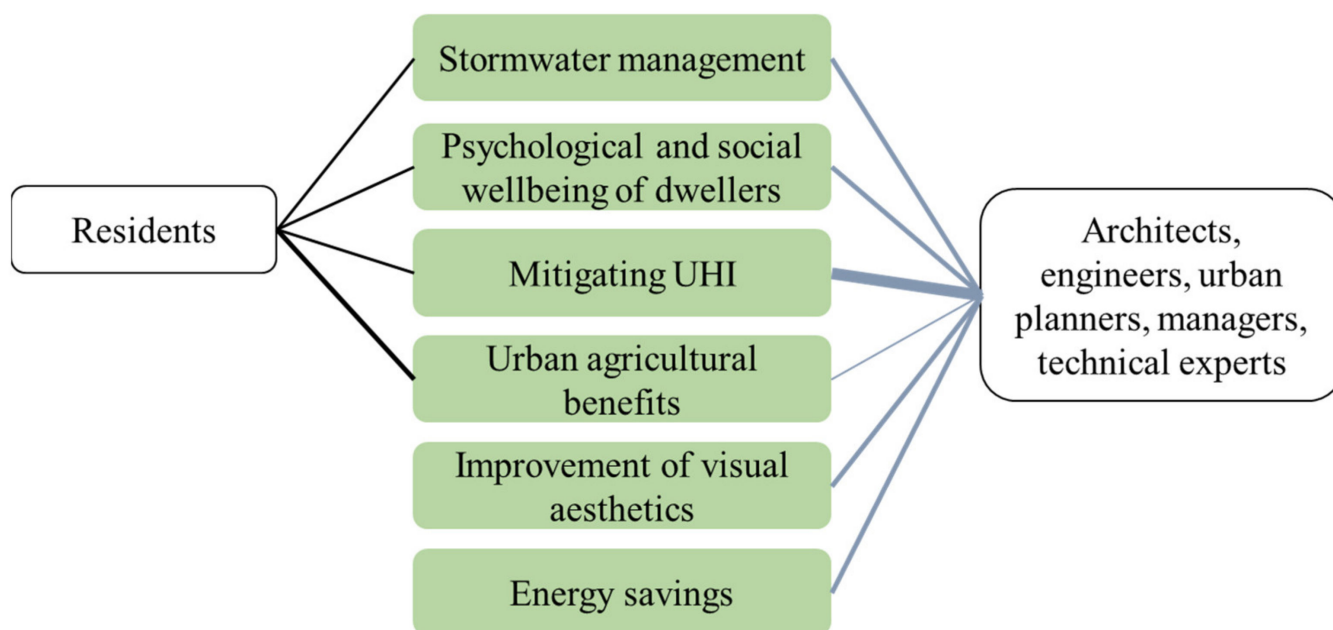 Stormwater management
Psychological and social
wellbeing of dwellers
Residents
Mitigating UHI
Architects,
engineers, urban
planners, managers,
technical experts
Urban agricultural
benefits
Improvement of visual
aesthetics
Energy savings